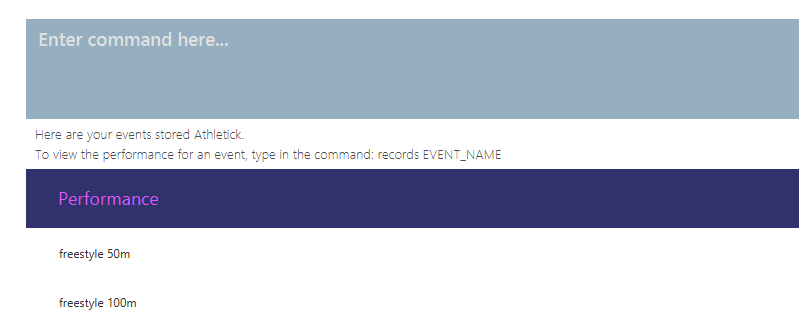 Enter command here...
Here are your events stored Athletick.
To view the performance for an event, type in the command: records EVENT_NAME
Performance
freestyle 50m
freestyle 100m